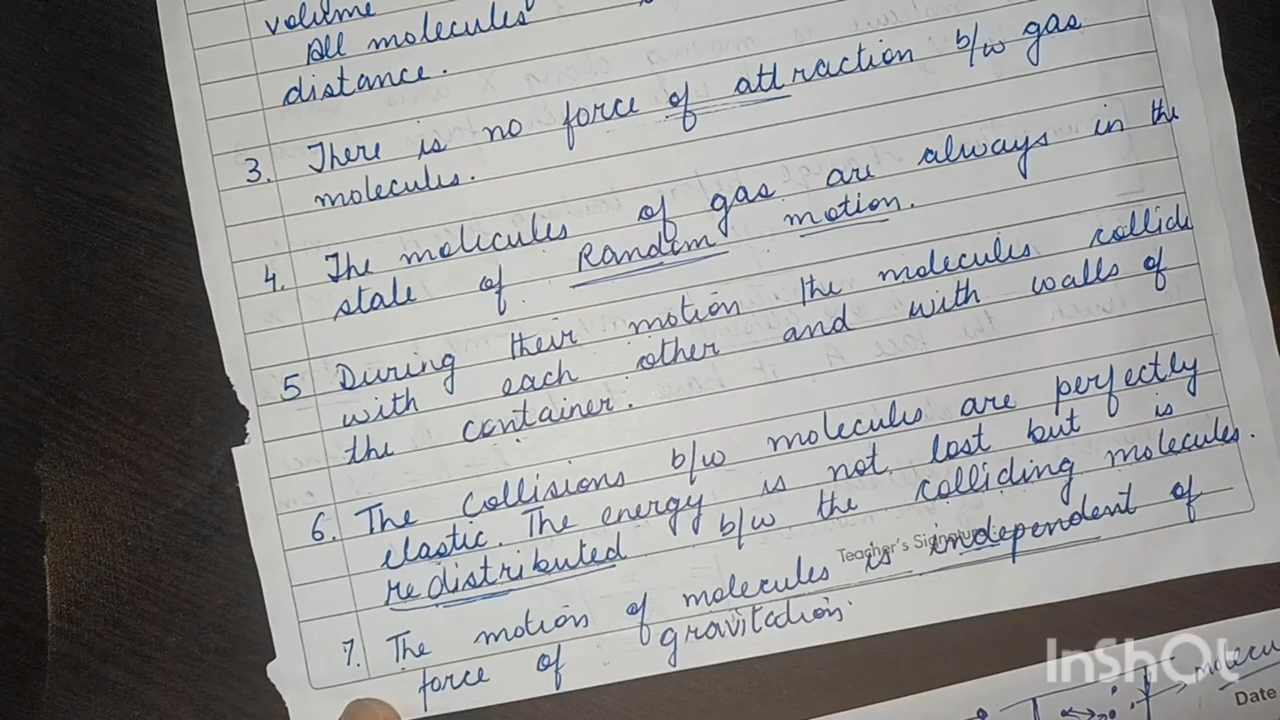 volume
All molecules
distance.
3. There is no force of attraction b/w gas
molecules.
4. The molecules of gas are always in the
state of Random motion.
5 During their motion the molecules collide
with each other and with walls of
the container.
6. The collisions b/w molecules are perfectly
elastic. The energy is not lost but is
redistributed b/w the colliding molecules.
Teacher's Signature
7. The motion of molecules is independent of
force of gravitation.
InShOt
molecu
Date